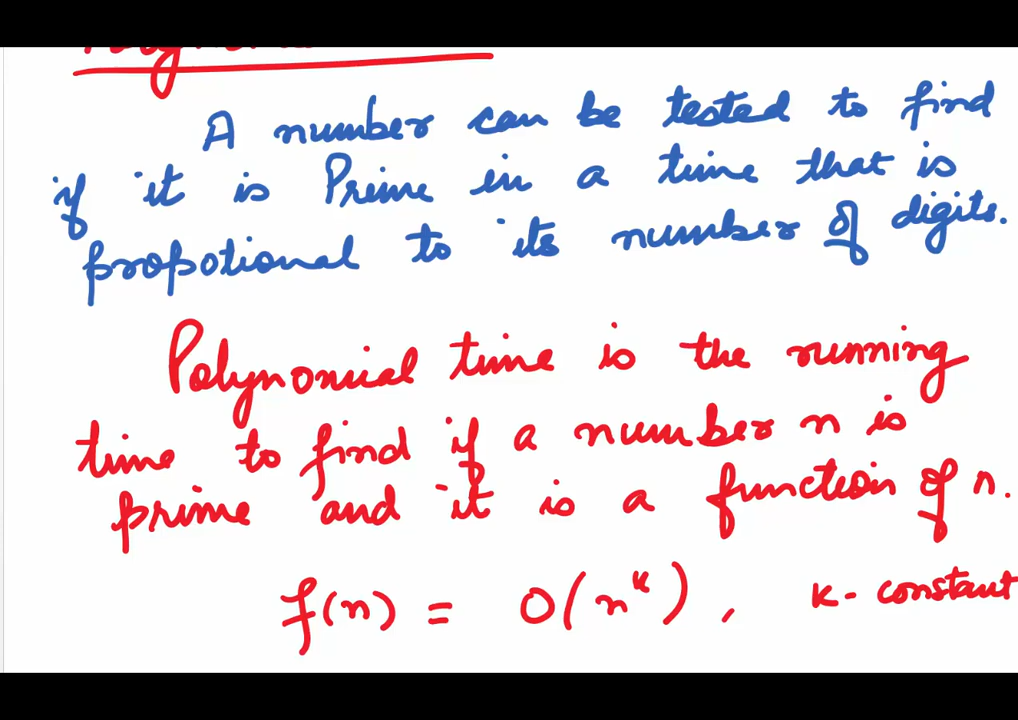 A number can be tested to find
if it is Prime in a time that is
propotional to its number of digits.
Polynomial time is the running
time to find if a number n is
prime and it is a function of n.
f(n) = O(n^k), k - constant